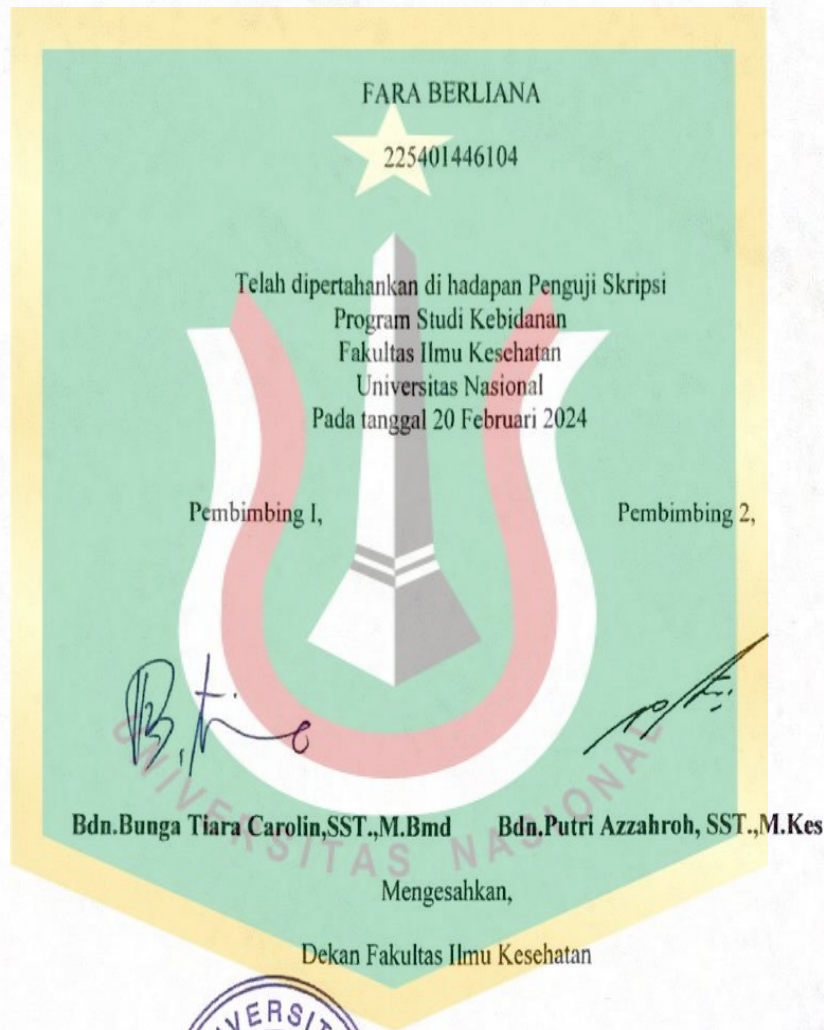 FARA BERLIANA
225401446104
Telah dipertahankan di hadapan Penguji Skripsi
Program Studi Kebidanan
Fakultas Ilmu Kesehatan
Universitas Nasional
Pada tanggal 20 Februari 2024
Pembimbing I, Pembimbing 2,
UNIVERSITAS NASIONAL
Bdn.Bunga Tiara Carolin,SST.,M.Bmd Bdn.Putri Azzahroh, SST.,M.Kes
Mengesahkan,
Dekan Fakultas Ilmu Kesehatan